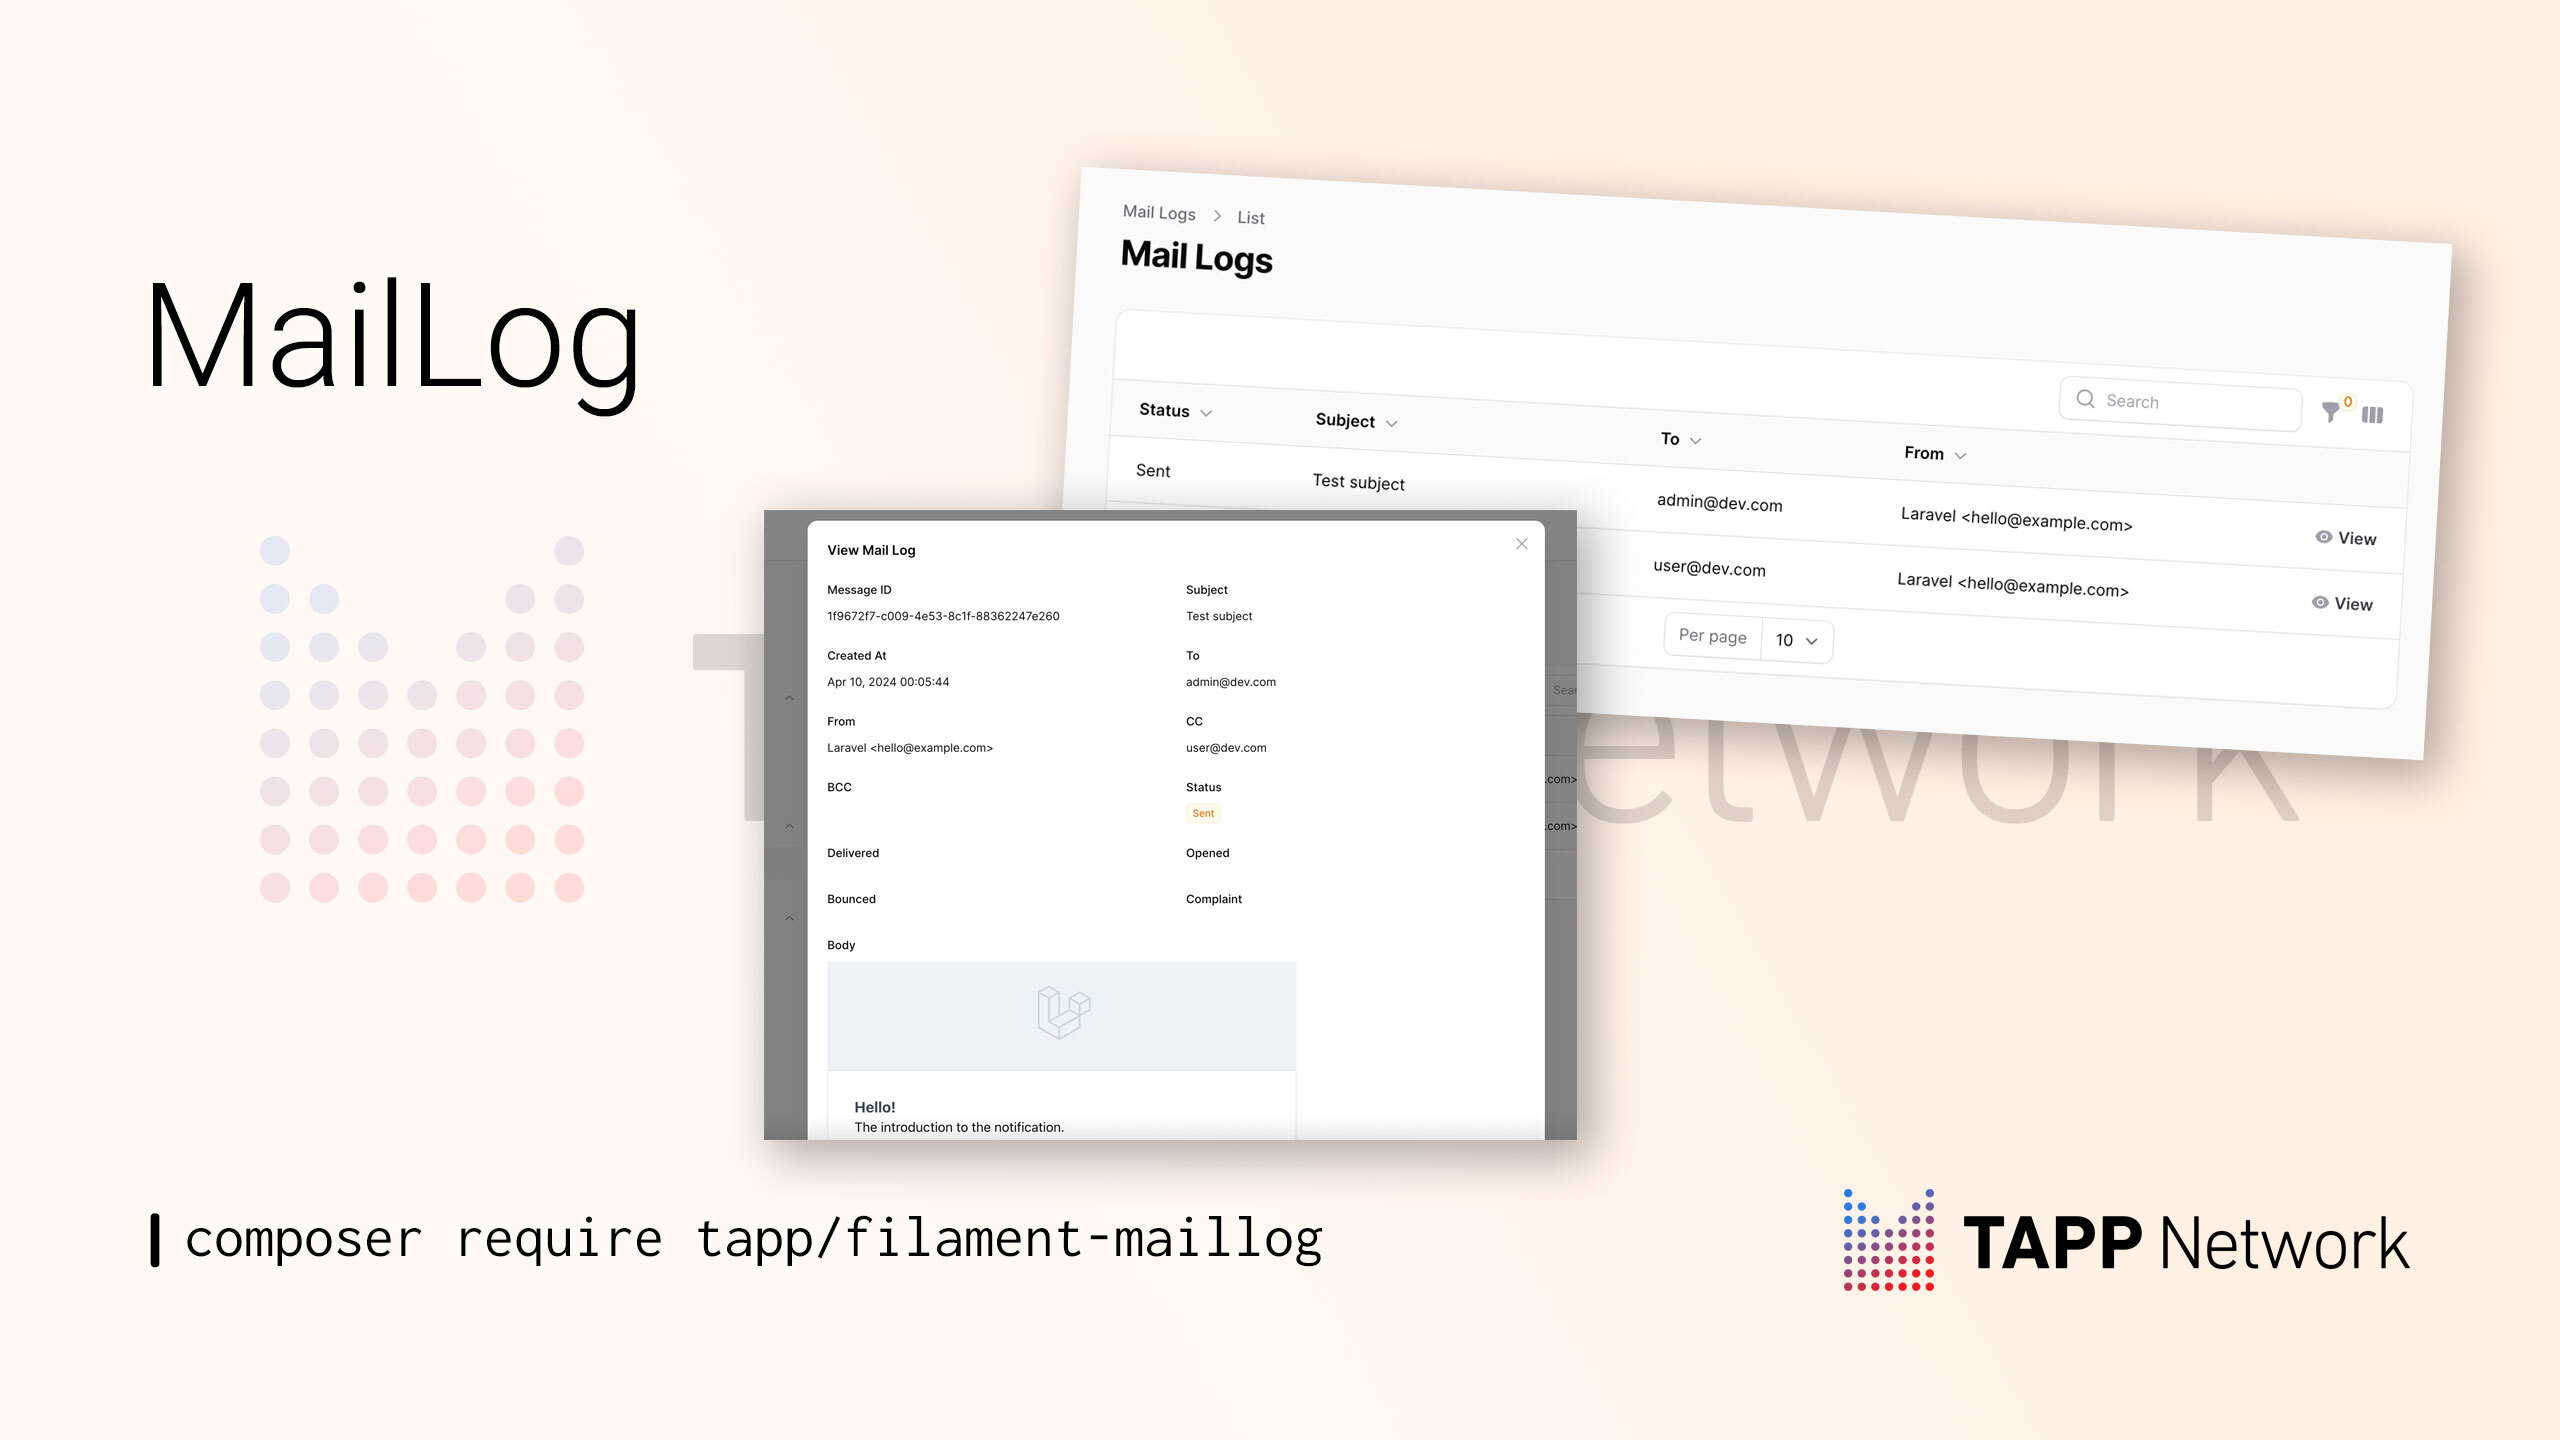 MailLog
Mail Logs > List
Mail Logs
Search
0
Status Subject To From
Sent Test subject admin@dev.com Laravel <hello@example.com> View
user@dev.com Laravel <hello@example.com> View
Per page 10
View Mail Log
Message ID Subject
1f9672f7-c009-4e53-8c1f-88362247e260 Test subject
Created At To
Apr 10, 2024 00:05:44 admin@dev.com
From CC
Laravel <hello@example.com> user@dev.com
BCC Status
Sent
Delivered Opened
Bounced Complaint
Body
Hello!
The introduction to the notification.
.com>
.com>
composer require tapp/filament-maillog
TAPP Network